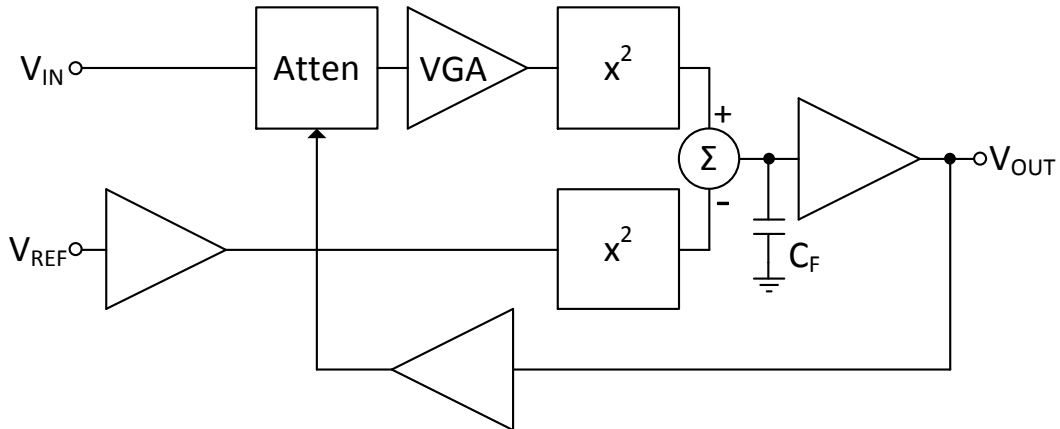 V_IN
Atten
VGA
x²
+
Σ
V_OUT
-
V_REF
x²
C_F